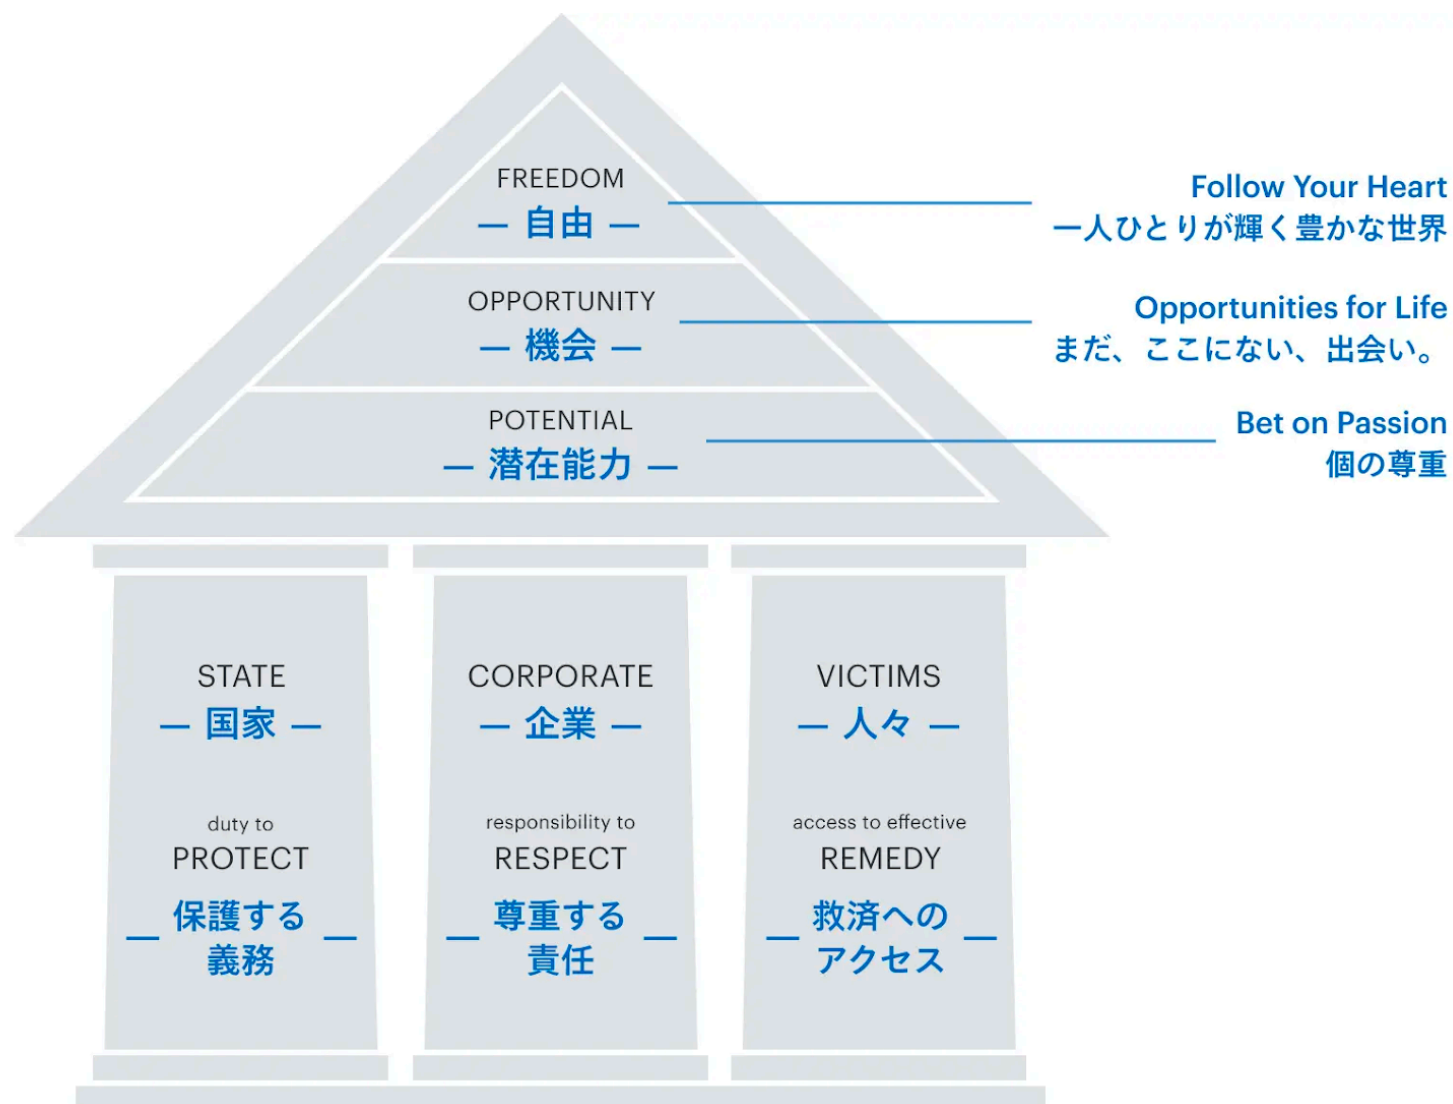 FREEDOM
— 自由 —
Follow Your Heart
一人ひとりが輝く豊かな世界
OPPORTUNITY
— 機会 —
Opportunities for Life
まだ、ここにない、出会い。
POTENTIAL
— 潜在能力 —
Bet on Passion
個の尊重
STATE
— 国家 —
duty to
PROTECT
保護する
義務
CORPORATE
— 企業 —
responsibility to
RESPECT
尊重する
責任
VICTIMS
— 人々 —
access to effective
REMEDY
救済への
アクセス